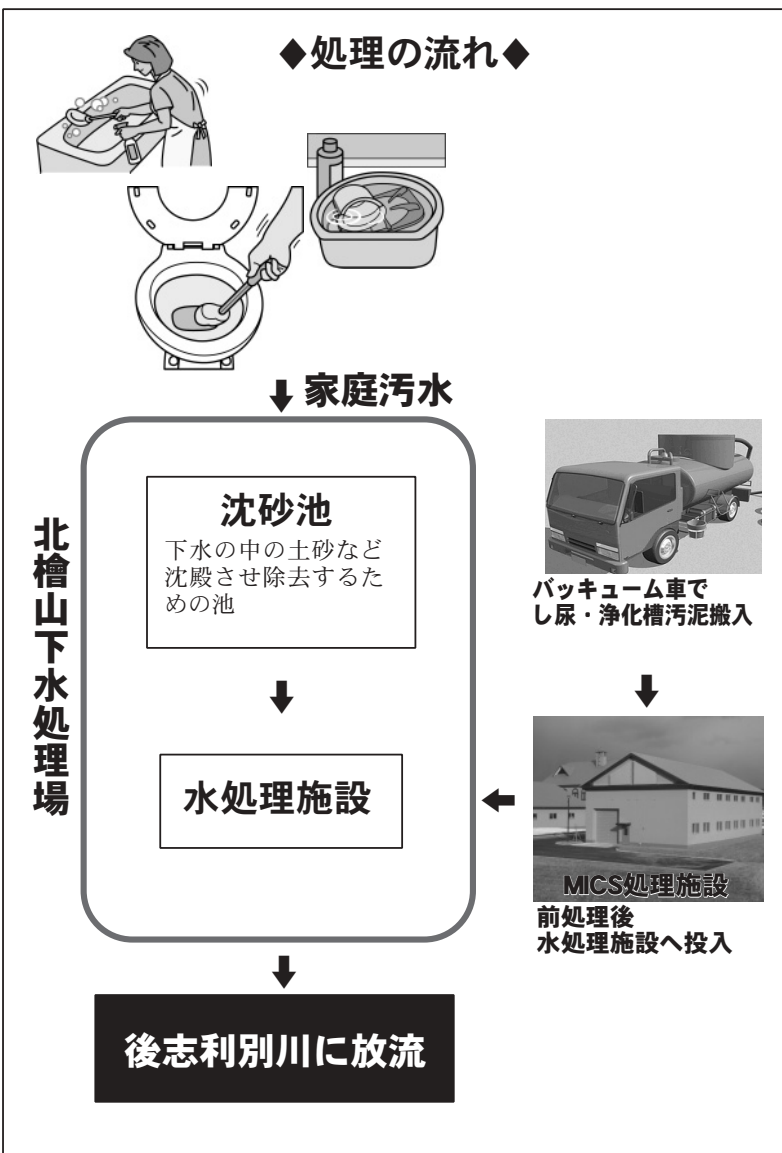 ◆処理の流れ◆
家庭汚水
北檜山下水処理場
沈砂池
下水の中の土砂など
沈殿させ除去するた
めの池
水処理施設
バッキューム車で
し尿・浄化槽汚泥搬入
MICS処理施設
前処理後
水処理施設へ投入
後志利別川に放流